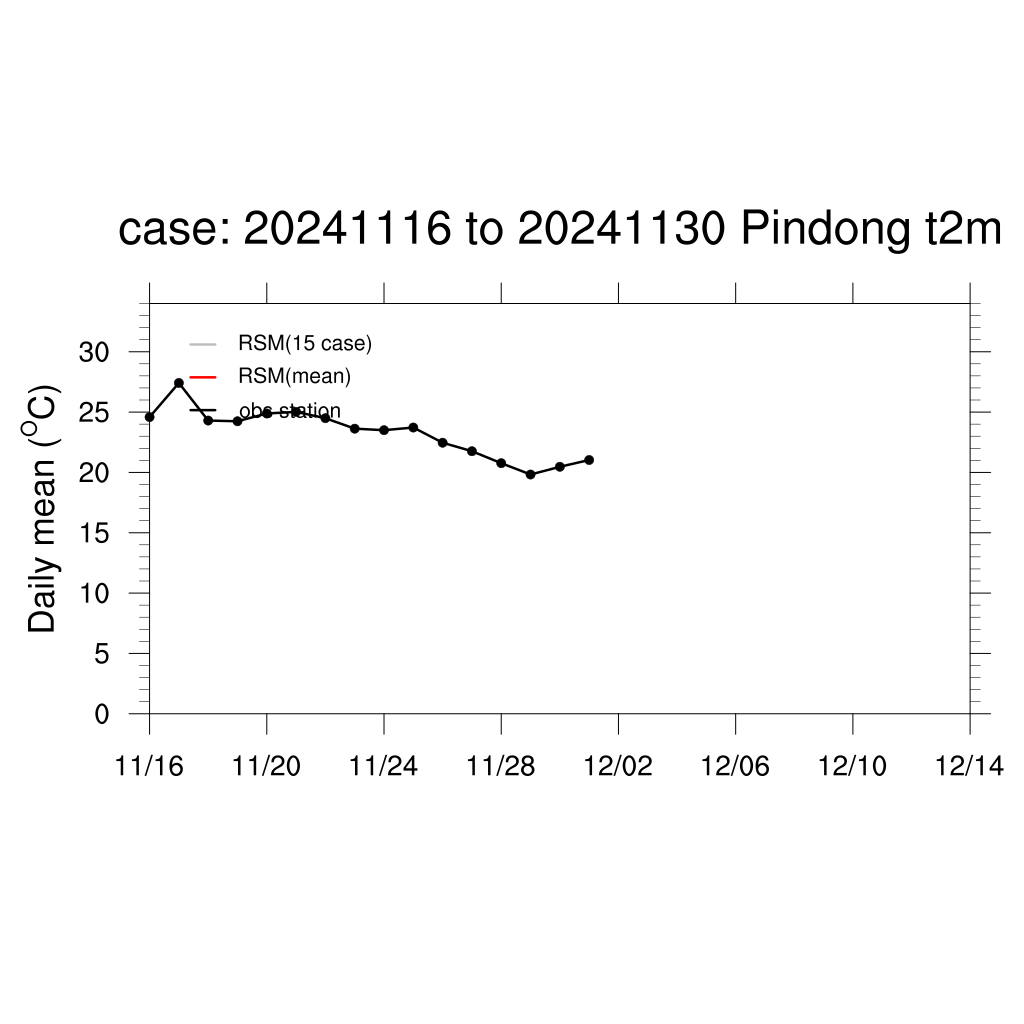 case: 20241116 to 20241130 Pindong t2m
RSM(15 case)
RSM(mean)
obs station
Daily mean (°C)
30
25
20
15
10
5
0
11/16 11/20 11/24 11/28 12/02 12/06 12/10 12/14